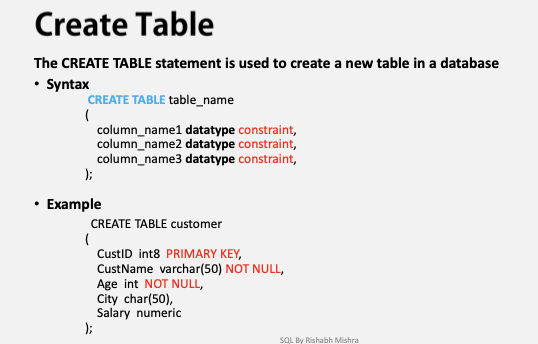 Create Table
The CREATE TABLE statement is used to create a new table in a database
• Syntax
CREATE TABLE table_name
(
column_name1 datatype constraint,
column_name2 datatype constraint,
column_name3 datatype constraint,
);
• Example
CREATE TABLE customer
(
CustID int8 PRIMARY KEY,
CustName varchar(50) NOT NULL,
Age int NOT NULL,
City char(50),
Salary numeric
);
SQL By Rishabh Mishra